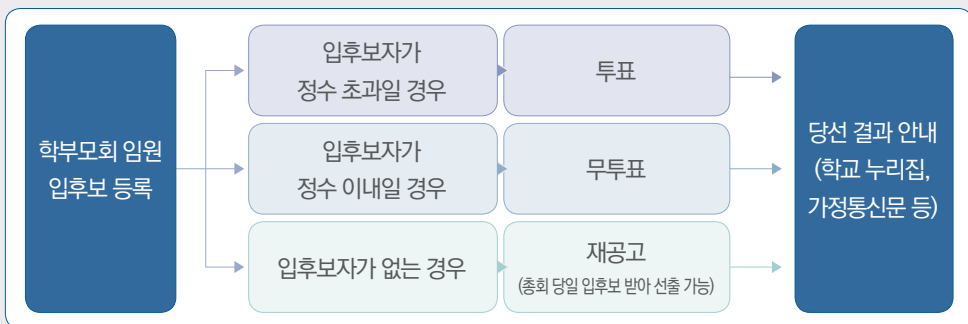 학부모회 임원
입후보 등록
입후보자가
정수 초과일 경우
투표
입후보자가
정수 이내일 경우
무투표
입후보자가 없는 경우
재공고
(총회 당일 입후보 받아 선출 가능)
당선 결과 안내
(학교 누리집,
가정통신문 등)